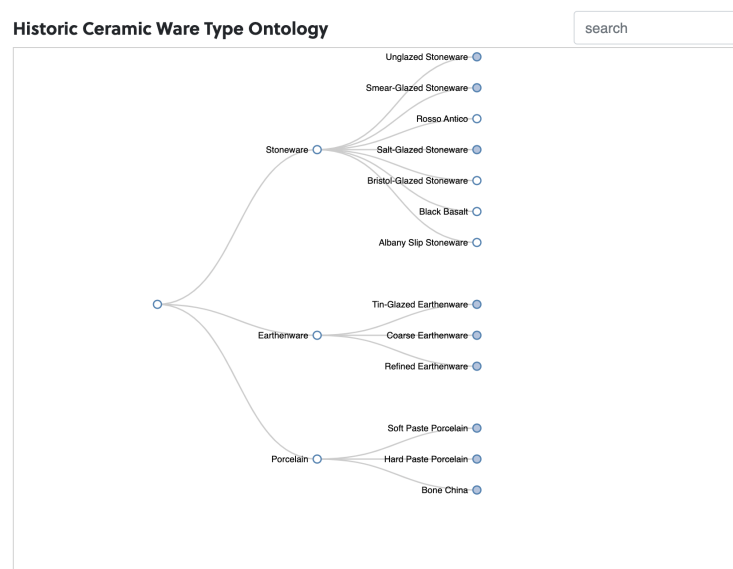 Historic Ceramic Ware Type Ontology
search
Unglazed Stoneware
Smear-Glazed Stoneware
Rosso Antico
Stoneware
Salt-Glazed Stoneware
Bristol-Glazed Stoneware
Black Basalt
Albany Slip Stoneware
Tin-Glazed Earthenware
Earthenware
Coarse Earthenware
Refined Earthenware
Soft Paste Porcelain
Porcelain
Hard Paste Porcelain
Bone China